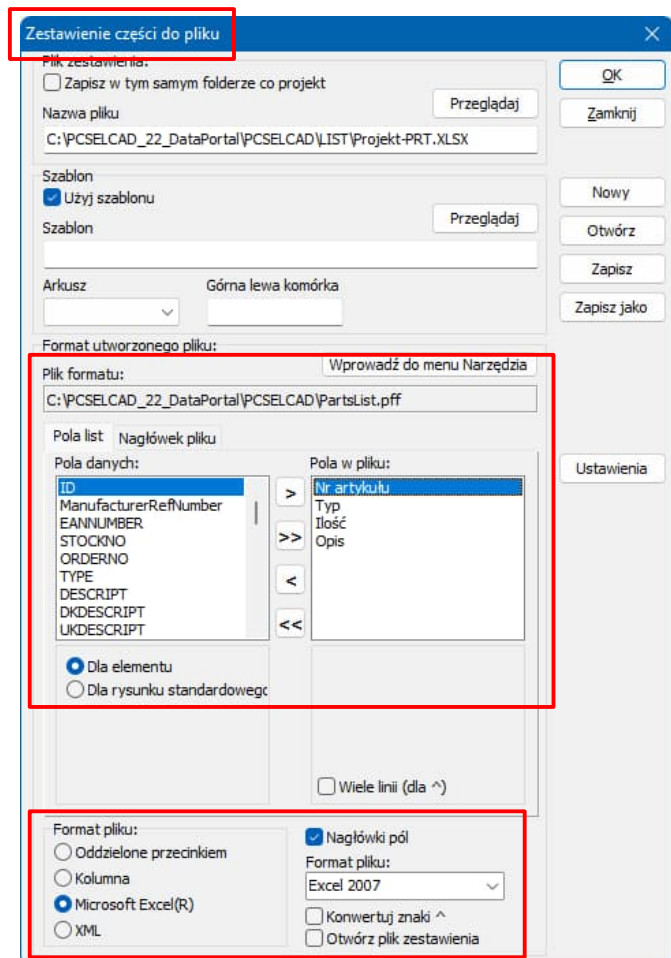 Zestawienie części do pliku
Plik zestawienia:
Zapisz w tym samym folderze co projekt
OK
Nazwa pliku
Przeglądaj
Zamknij
C:\PCSELCAD_22_DataPortal\PCSELCAD\LIST\Projekt-PRT.XLSX
Szablon
Użyj szablonu
Nowy
Szablon
Przeglądaj
Otwórz
Zapisz
Arkusz
Górna lewa komórka
Zapisz jako
Format utworzonego pliku:
Plik formatu:
Wprowadź do menu Narzędzia
C:\PCSELCAD_22_DataPortal\PCSELCAD\PartsList.pff
Pola list
Nagłówek pliku
Pola danych:
Pola w pliku:
Ustawienia
ID
ManufacturerRefNumber
EANNUMBER
STOCKNO
ORDERNO
TYPE
DESCRIPT
DKDESCRIPT
UKDESCRIPT
>
>>
<
<<
Nr artykułu
Typ
Ilość
Opis
Dla elementu
Dla rysunku standardowego
Wiele linii (dla ^)
Format pliku:
Oddzielone przecinkiem
Kolumna
Microsoft Excel(R)
XML
Nagłówki pól
Format pliku:
Excel 2007
Konwertuj znaki ^
Otwórz plik zestawienia